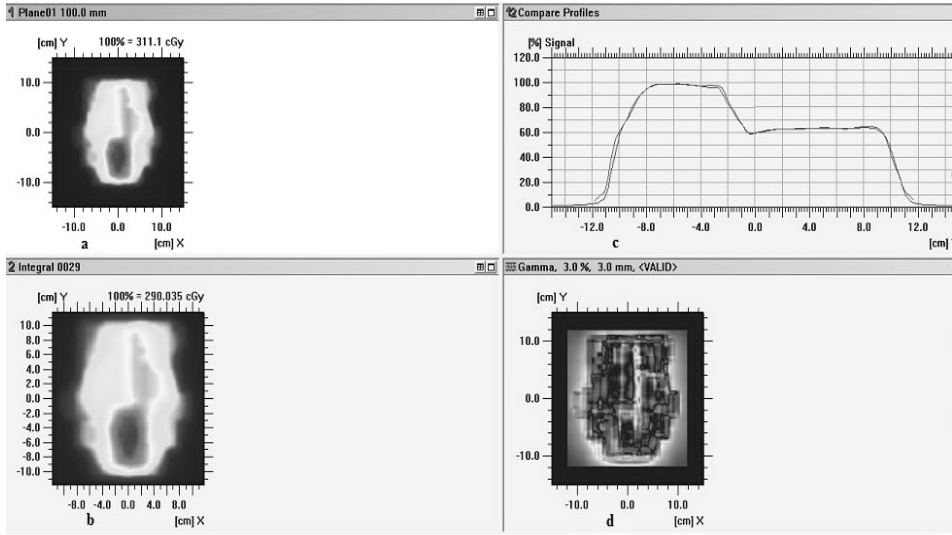 1 Plane01 100.0 mm
[cm] Y 100% = 311.1 cGy
10.0
0.0
-10.0
-10.0 0.0 10.0
[cm] X
a
2 Compare Profiles
[%] Signal
120.0
100.0
80.0
60.0
40.0
20.0
0.0
-12.0 -8.0 -4.0 0.0 4.0 8.0 12.0
c [cm]
2 Integral 0029
[cm] Y 100% = 290.035 cGy
10.0
8.0
6.0
4.0
2.0
0.0
-2.0
-4.0
-6.0
-8.0
-10.0
-8.0 -4.0 0.0 4.0 8.0
b [cm] X
Gamma, 3.0 %, 3.0 mm, <VALID>
[cm] Y
10.0
0.0
-10.0
-10.0 0.0 10.0
d [cm] X